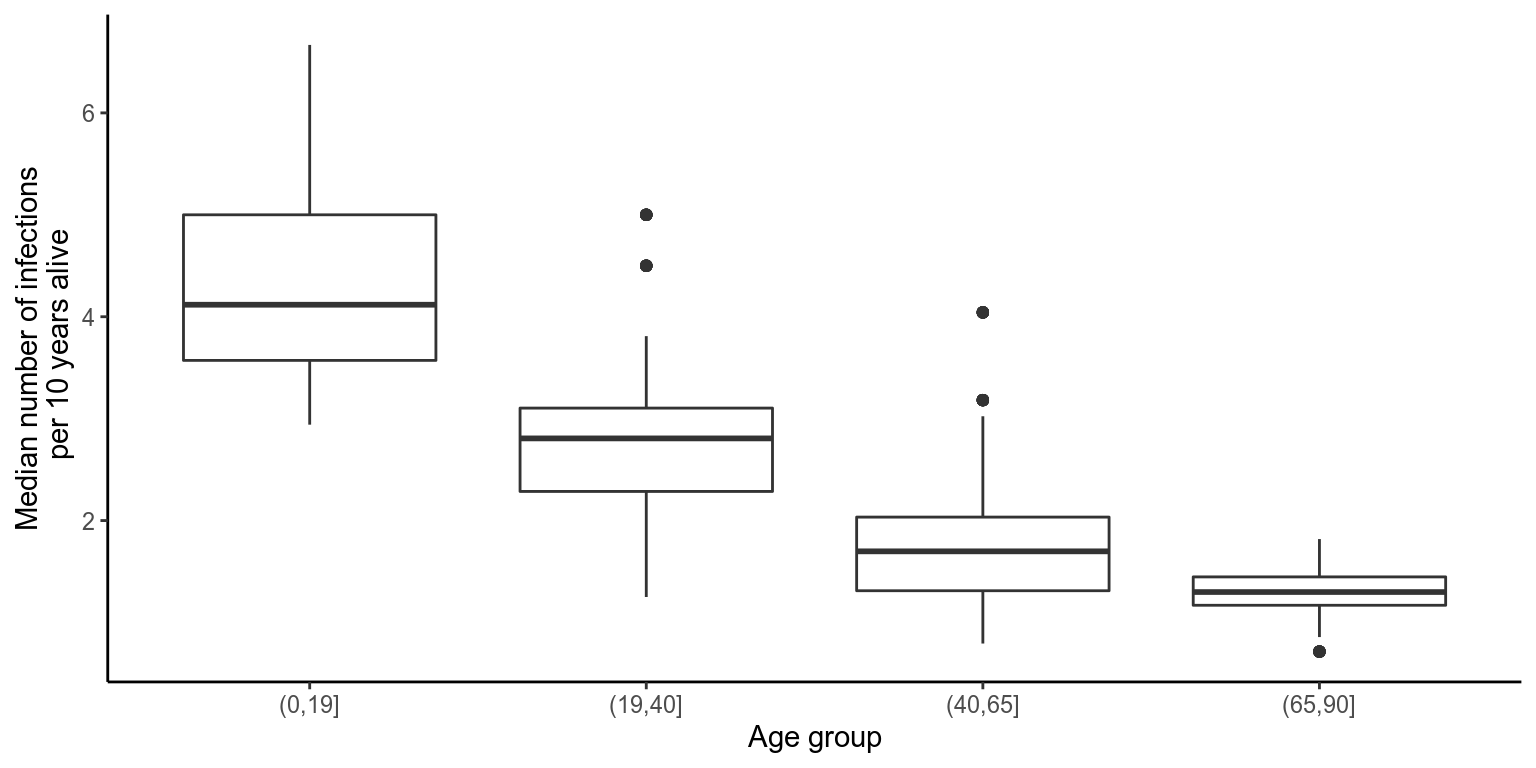 Median number of infections
per 10 years alive
6
4
2
(0,19]
(19,40]
(40,65]
(65,90]
Age group